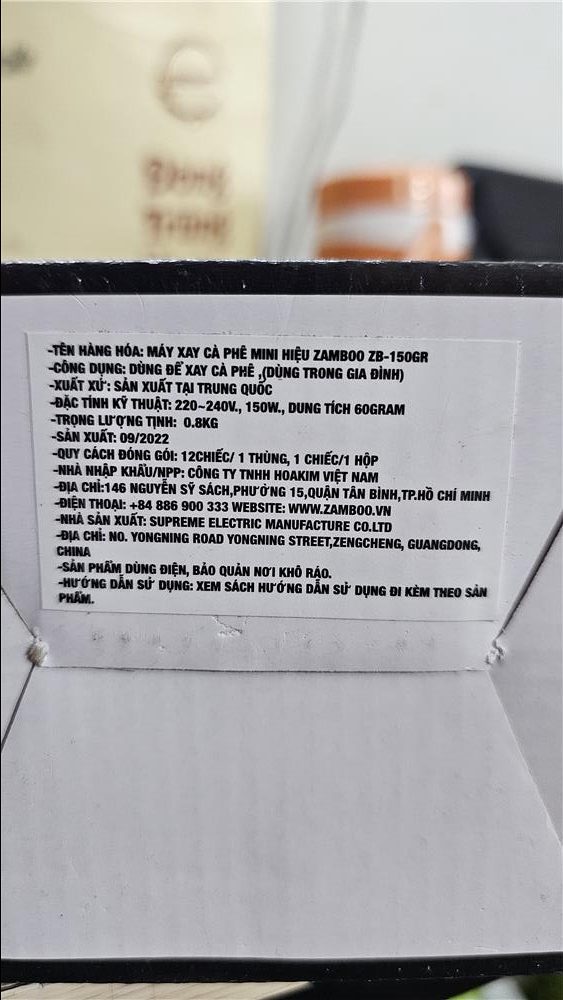 Đông
Trùng
-TÊN HÀNG HÓA: MÁY XAY CÀ PHÊ MINI HIỆU ZAMBOO ZB-150GR
-CÔNG DỤNG: DÙNG ĐỂ XAY CÀ PHÊ ,(DÙNG TRONG GIA ĐÌNH)
-XUẤT XỨ: SẢN XUẤT TẠI TRUNG QUỐC
-ĐẶC TÍNH KỸ THUẬT: 220~240V., 150W., DUNG TÍCH 60GRAM
-TRỌNG LƯỢNG TỊNH: 0.8KG
-SẢN XUẤT: 09/2022
-QUY CÁCH ĐÓNG GÓI: 12CHIẾC/ 1 THÙNG, 1 CHIẾC/1 HỘP
-NHÀ NHẬP KHẨU/NPP: CÔNG TY TNHH HOAKIM VIỆT NAM
-ĐỊA CHỈ:146 NGUYỄN SỸ SÁCH,PHƯỜNG 15,QUẬN TÂN BÌNH,TP.HỒ CHÍ MINH
-ĐIỆN THOẠI: +84 886 900 333 WEBSITE: WWW.ZAMBOO.VN
-NHÀ SẢN XUẤT: SUPREME ELECTRIC MANUFACTURE CO.LTD
-ĐỊA CHỈ: NO. YONGNING ROAD YONGNING STREET,ZENGCHENG, GUANGDONG,
CHINA
-SẢN PHẨM DÙNG ĐIỆN, BẢO QUẢN NƠI KHÔ RÁO.
-HƯỚNG DẪN SỬ DỤNG: XEM SÁCH HƯỚNG DẪN SỬ DỤNG ĐI KÈM THEO SẢN
PHẨM.